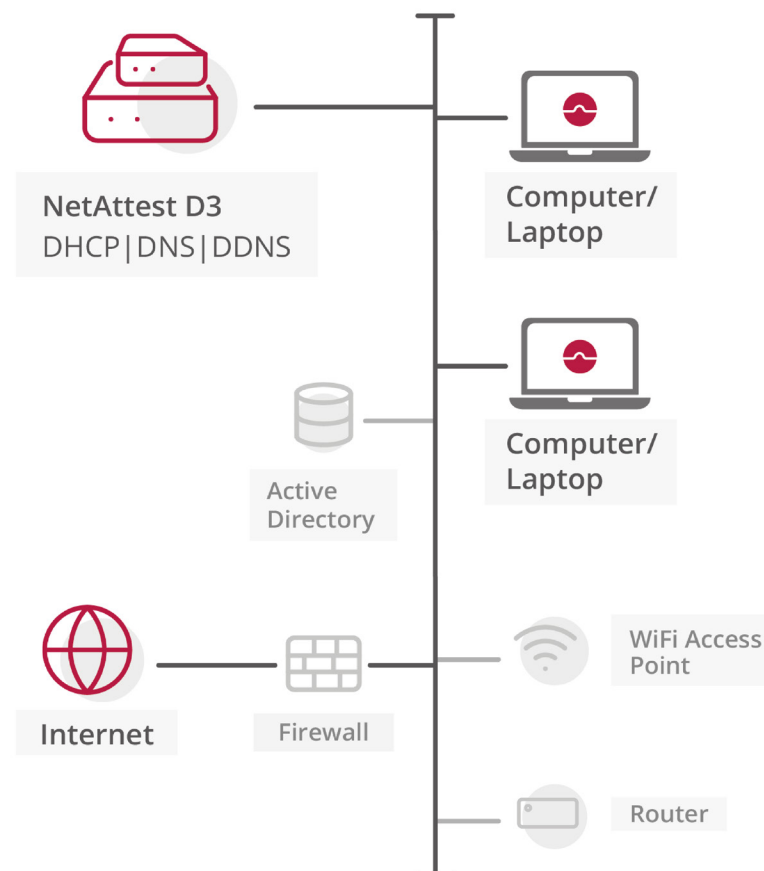 NetAttest D3
DHCP|DNS|DDNS
Computer/
Laptop
Computer/
Laptop
Active
Directory
Internet
Firewall
WiFi Access
Point
Router